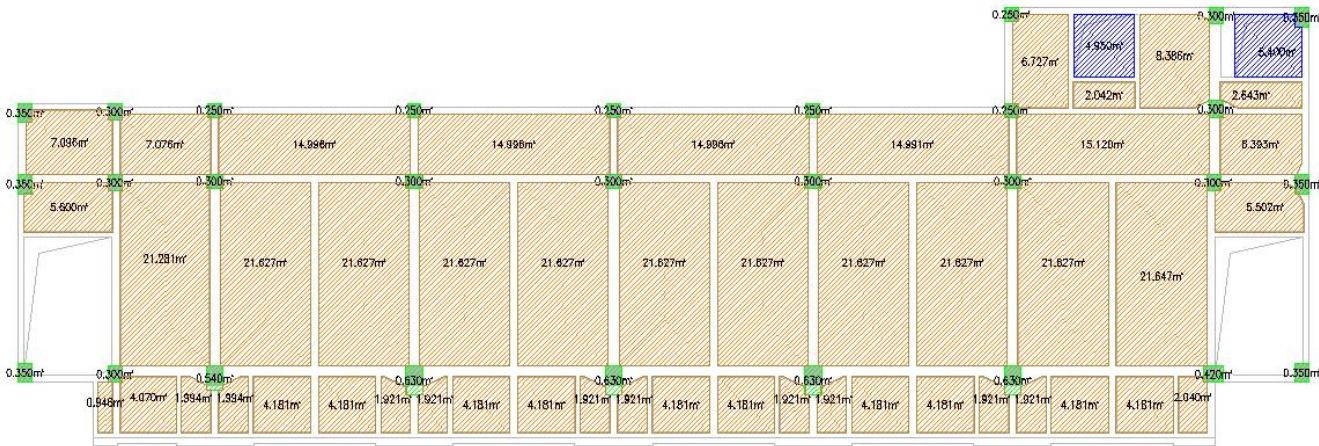 0.250m² 0.300m² 0.350m²
4.950m² 5.400m²
6.727m² 8.386m²
2.042m² 2.643m²
0.350m² 0.300m² 0.250m² 0.250m² 0.250m² 0.250m² 0.250m² 0.300m²
7.096m² 7.076m² 14.996m² 14.996m² 14.996m² 14.991m² 15.120m² 8.393m²
0.350m² 0.300m² 0.300m² 0.300m² 0.300m² 0.300m² 0.300m² 0.300m² 0.350m²
5.600m² 5.502m²
21.281m² 21.627m² 21.627m² 21.627m² 21.627m² 21.627m² 21.627m² 21.627m² 21.627m² 21.627m² 21.647m²
0.350m² 0.300m² 0.540m² 0.630m² 0.630m² 0.630m² 0.630m² 0.420m² 0.350m²
0.946m² 4.070m² 1.994m² 1.994m² 4.181m² 4.181m² 1.921m² 1.921m² 4.181m² 4.181m² 1.921m² 1.921m² 4.181m² 4.181m² 1.921m² 1.921m² 4.181m² 4.181m² 1.921m² 1.921m² 4.181m² 4.181m² 2.040m²